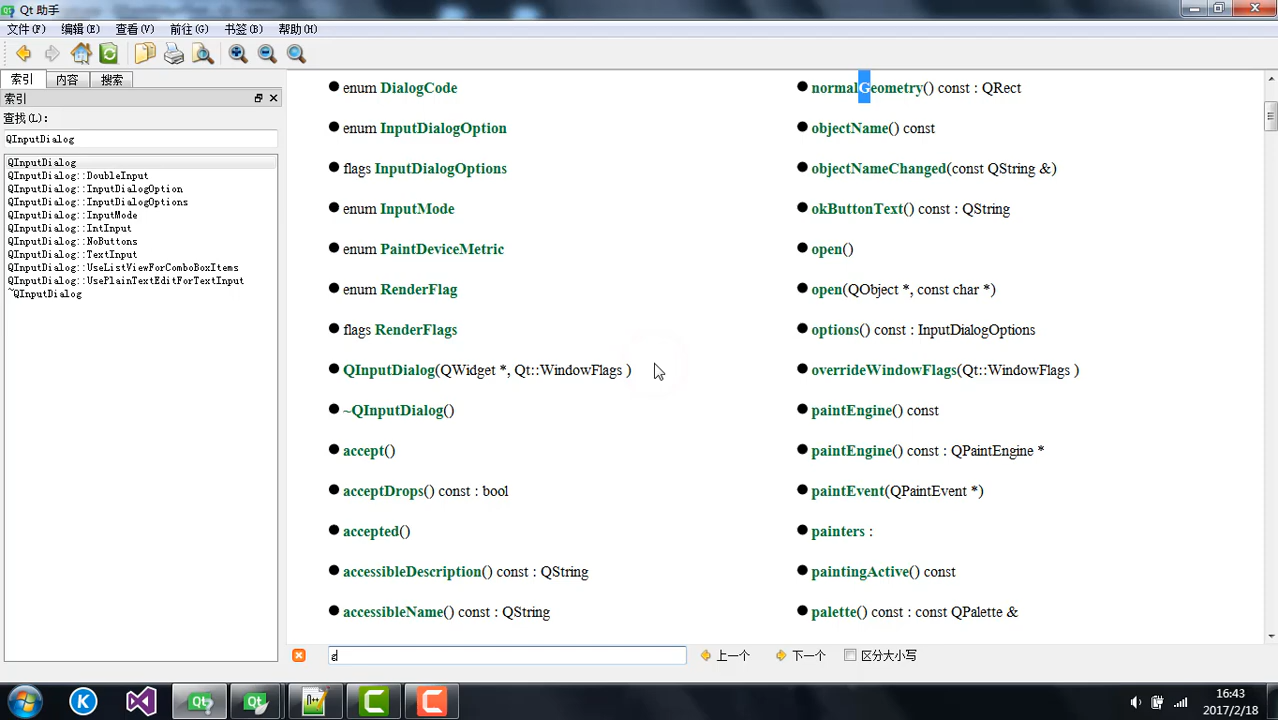 Qt 助手
文件(F) 编辑(E) 查看(V) 前往(G) 书签(B) 帮助(H)
索引 内容 搜索
索引
查找(L):
QInputDialog
QInputDialog
QInputDialog::DoubleInput
QInputDialog::InputDialogOption
QInputDialog::InputDialogOptions
QInputDialog::InputMode
QInputDialog::IntInput
QInputDialog::NoButtons
QInputDialog::TextInput
QInputDialog::UseListViewForComboBoxItems
QInputDialog::UsePlainTextEditForTextInput
~QInputDialog
● enum DialogCode
● enum InputDialogOption
● flags InputDialogOptions
● enum InputMode
● enum PaintDeviceMetric
● enum RenderFlag
● flags RenderFlags
● QInputDialog(QWidget *, Qt::WindowFlags )
● ~QInputDialog()
● accept()
● acceptDrops() const : bool
● accepted()
● accessibleDescription() const : QString
● accessibleName() const : QString
● normalGeometry() const : QRect
● objectName() const
● objectNameChanged(const QString &)
● okButtonText() const : QString
● open()
● open(QObject *, const char *)
● options() const : InputDialogOptions
● overrideWindowFlags(Qt::WindowFlags )
● paintEngine() const
● paintEngine() const : QPaintEngine *
● paintEvent(QPaintEvent *)
● painters :
● paintingActive() const
● palette() const : const QPalette &
g 上一个 下一个 区分大小写
16:43
2017/2/18